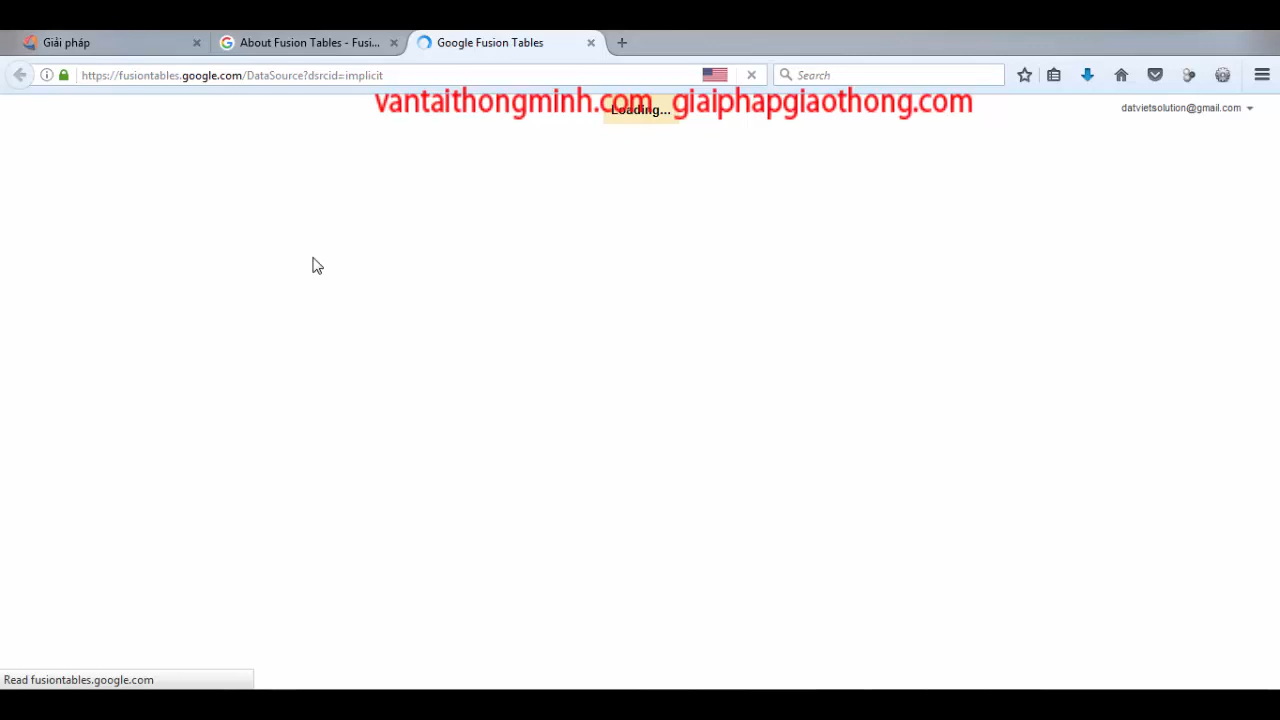 Giải pháp
About Fusion Tables - Fusi...
Google Fusion Tables
https://fusiontables.google.com/DataSource?dsrcid=implicit
Search
vantaithongminh.com giaiphapgiaothong.com
Loading...
datvietsolution@gmail.com
Read fusiontables.google.com